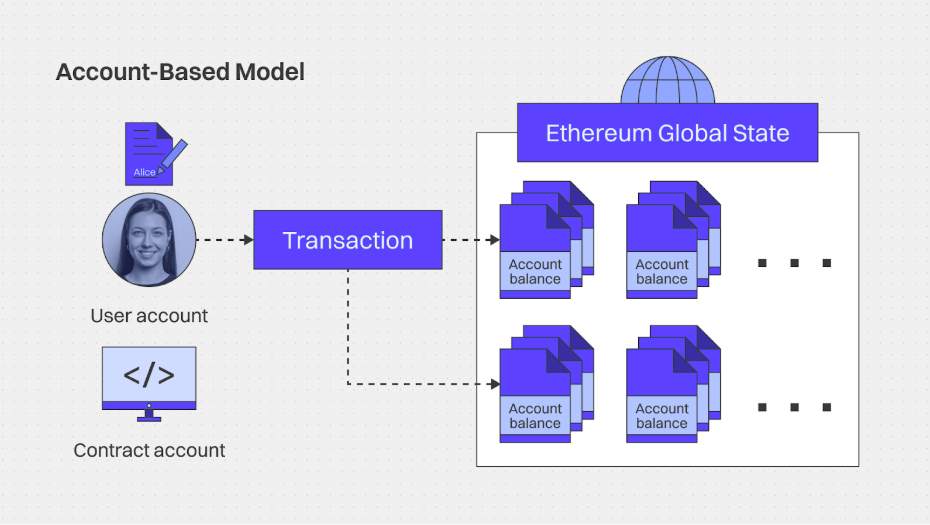 Account-Based Model
Alice
User account
</>
Contract account
Transaction
Ethereum Global State
Account
balance
Account
balance
Account
balance
Account
balance